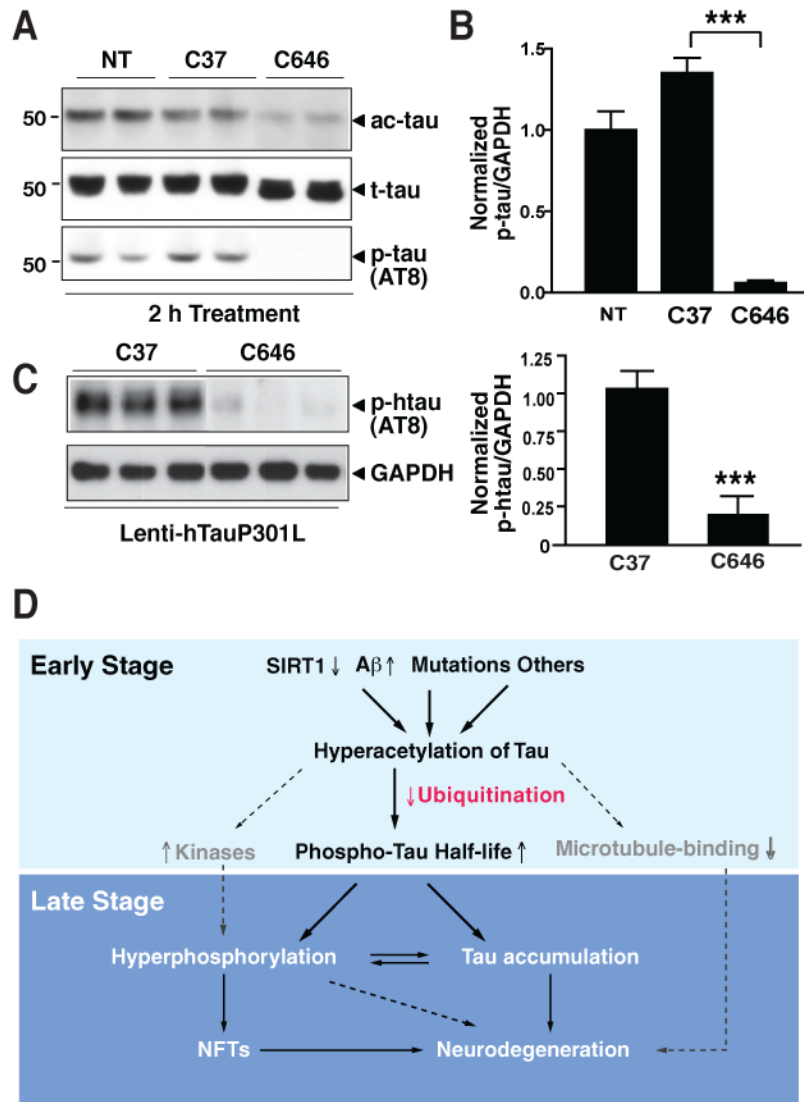 A
NT C37 C646
50 ac-tau
50 t-tau
50 p-tau
(AT8)
2 h Treatment
B
***
Normalized
p-tau/GAPDH
1.5
1.0
0.5
0.0
NT C37 C646
C
C37 C646
p-htau
(AT8)
GAPDH
Lenti-hTauP301L
Normalized
p-htau/GAPDH
1.25
1.00
0.75
0.50
0.25
0
***
C37 C646
D
Early Stage
SIRT1↓ Aβ↑ Mutations Others
Hyperacetylation of Tau
↓Ubiquitination
↑Kinases Phospho-Tau Half-life↑ Microtubule-binding↓
Late Stage
Hyperphosphorylation Tau accumulation
NFTs Neurodegeneration